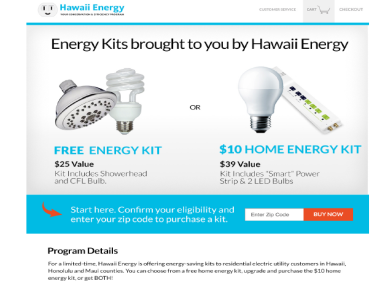 Hawaii Energy
YOUR CONSERVATION & EFFICIENCY PROGRAM
CUSTOMER SERVICE
CART
CHECKOUT
Energy Kits brought to you by Hawaii Energy
OR
FREE ENERGY KIT
$25 Value
Kit Includes Showerhead
and CFL Bulb.
$10 HOME ENERGY KIT
$39 Value
Kit Includes "Smart" Power
Strip & 2 LED Bulbs
Start here. Confirm your eligibility and
enter your zip code to purchase a kit.
Enter Zip Code
BUY NOW
Program Details
For a limited-time, Hawaii Energy is offering energy-saving kits to residential electric utility customers in Hawaii,
Honolulu and Maui counties. You can choose from a free home energy kit, upgrade and purchase the $10 home
energy kit, or get BOTH!